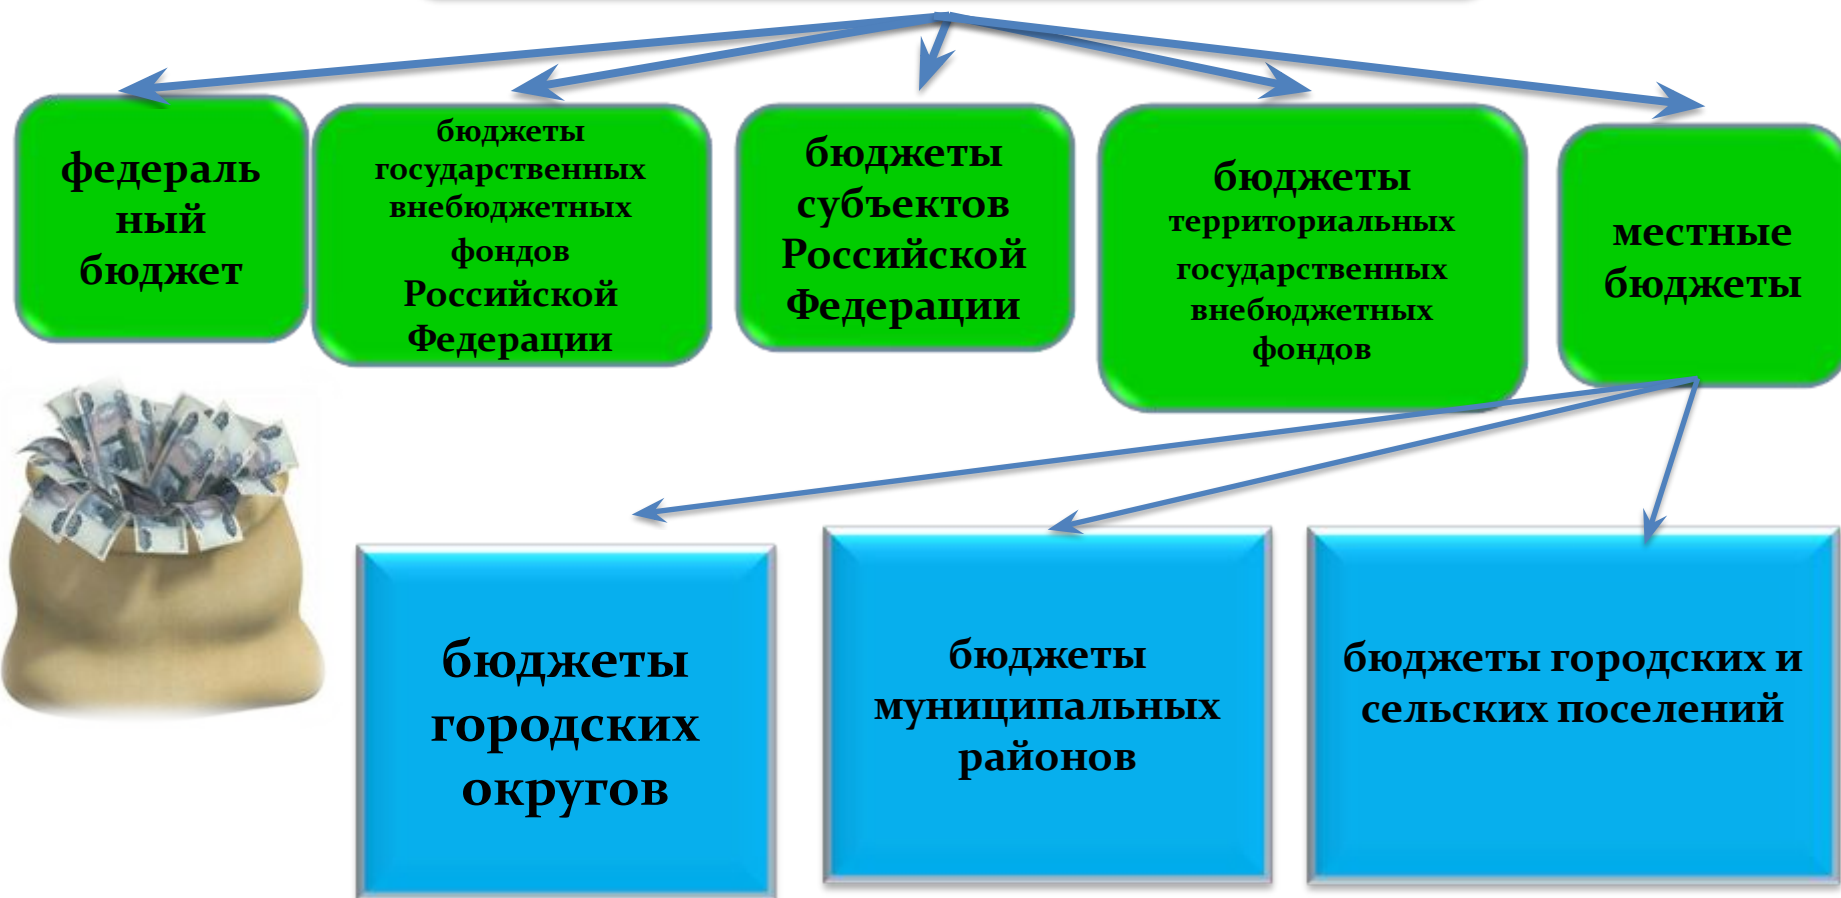 федераль
ный
бюджет
бюджеты
государственных
внебюджетных
фондов
Российской
Федерации
бюджеты
субъектов
Российской
Федерации
бюджеты
территориальных
государственных
внебюджетных
фондов
местные
бюджеты
бюджеты
городских
округов
бюджеты
муниципальных
районов
бюджеты городских и
сельских поселений